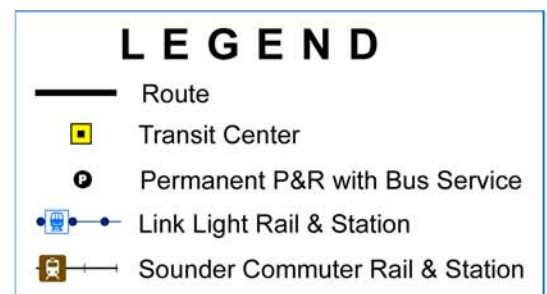 LEGEND
Route
Transit Center
P Permanent P&R with Bus Service
Link Light Rail & Station
Sounder Commuter Rail & Station